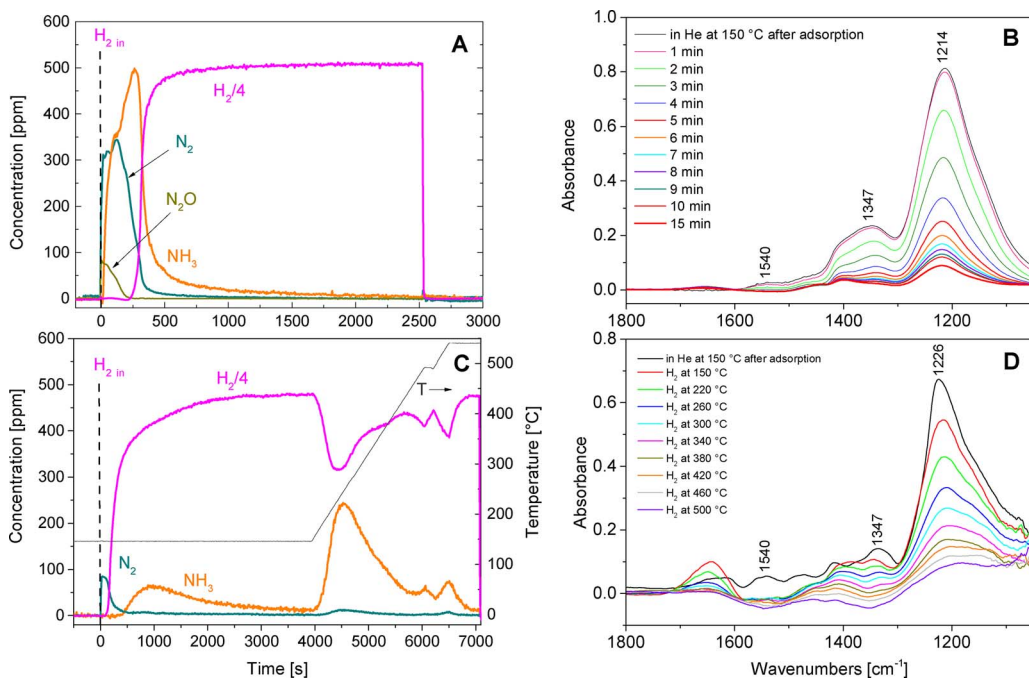 A
600
500
400
300
200
100
0
Concentration [ppm]
H2 in
H2/4
N2
N2O
NH3
0
500
1000
1500
2000
2500
3000
B
1.0
0.8
0.6
0.4
0.2
0.0
Absorbance
in He at 150 °C after adsorption
1 min
2 min
3 min
4 min
5 min
6 min
7 min
8 min
9 min
10 min
15 min
1540
1347
1214
1800
1600
1400
1200
C
600
500
400
300
200
100
0
Concentration [ppm]
H2 in
H2/4
T
N2
NH3
500
400
300
200
100
0
Temperature [°C]
0
1000
2000
3000
4000
5000
6000
7000
Time [s]
D
0.8
0.6
0.4
0.2
0.0
Absorbance
in He at 150 °C after adsorption
H2 at 150 °C
H2 at 220 °C
H2 at 260 °C
H2 at 300 °C
H2 at 340 °C
H2 at 380 °C
H2 at 420 °C
H2 at 460 °C
H2 at 500 °C
1540
1347
1226
1800
1600
1400
1200
Wavenumbers [cm-1]